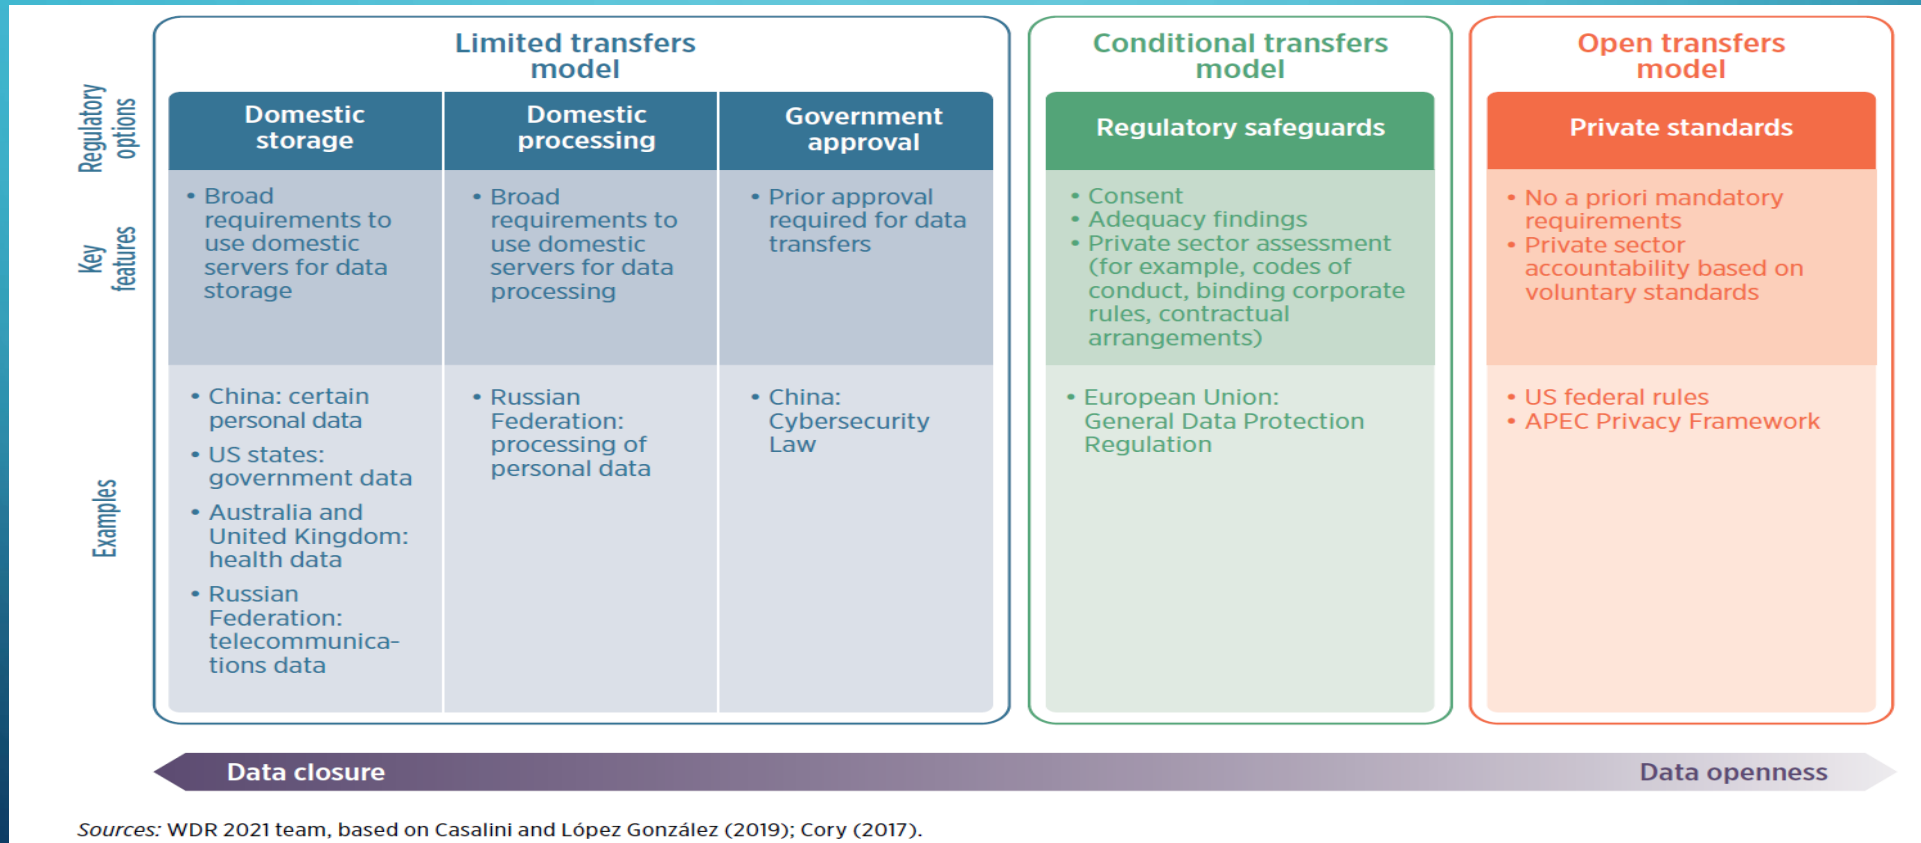 Limited transfers
model
Conditional transfers
model
Open transfers
model
Regulatory
options
Domestic
storage
Domestic
processing
Government
approval
Regulatory safeguards
Private standards
Key
features
• Broad
requirements to
use domestic
servers for data
storage
• Broad
requirements to
use domestic
servers for data
processing
• Prior approval
required for data
transfers
• Consent
• Adequacy findings
• Private sector assessment
(for example, codes of
conduct, binding corporate
rules, contractual
arrangements)
• No a priori mandatory
requirements
• Private sector
accountability based on
voluntary standards
Examples
• China: certain
personal data
• US states:
government data
• Australia and
United Kingdom:
health data
• Russian
Federation:
telecommunica-
tions data
• Russian
Federation:
processing of
personal data
• China:
Cybersecurity
Law
• European Union:
General Data Protection
Regulation
• US federal rules
• APEC Privacy Framework
Data closure
Data openness
Sources: WDR 2021 team, based on Casalini and López González (2019); Cory (2017).